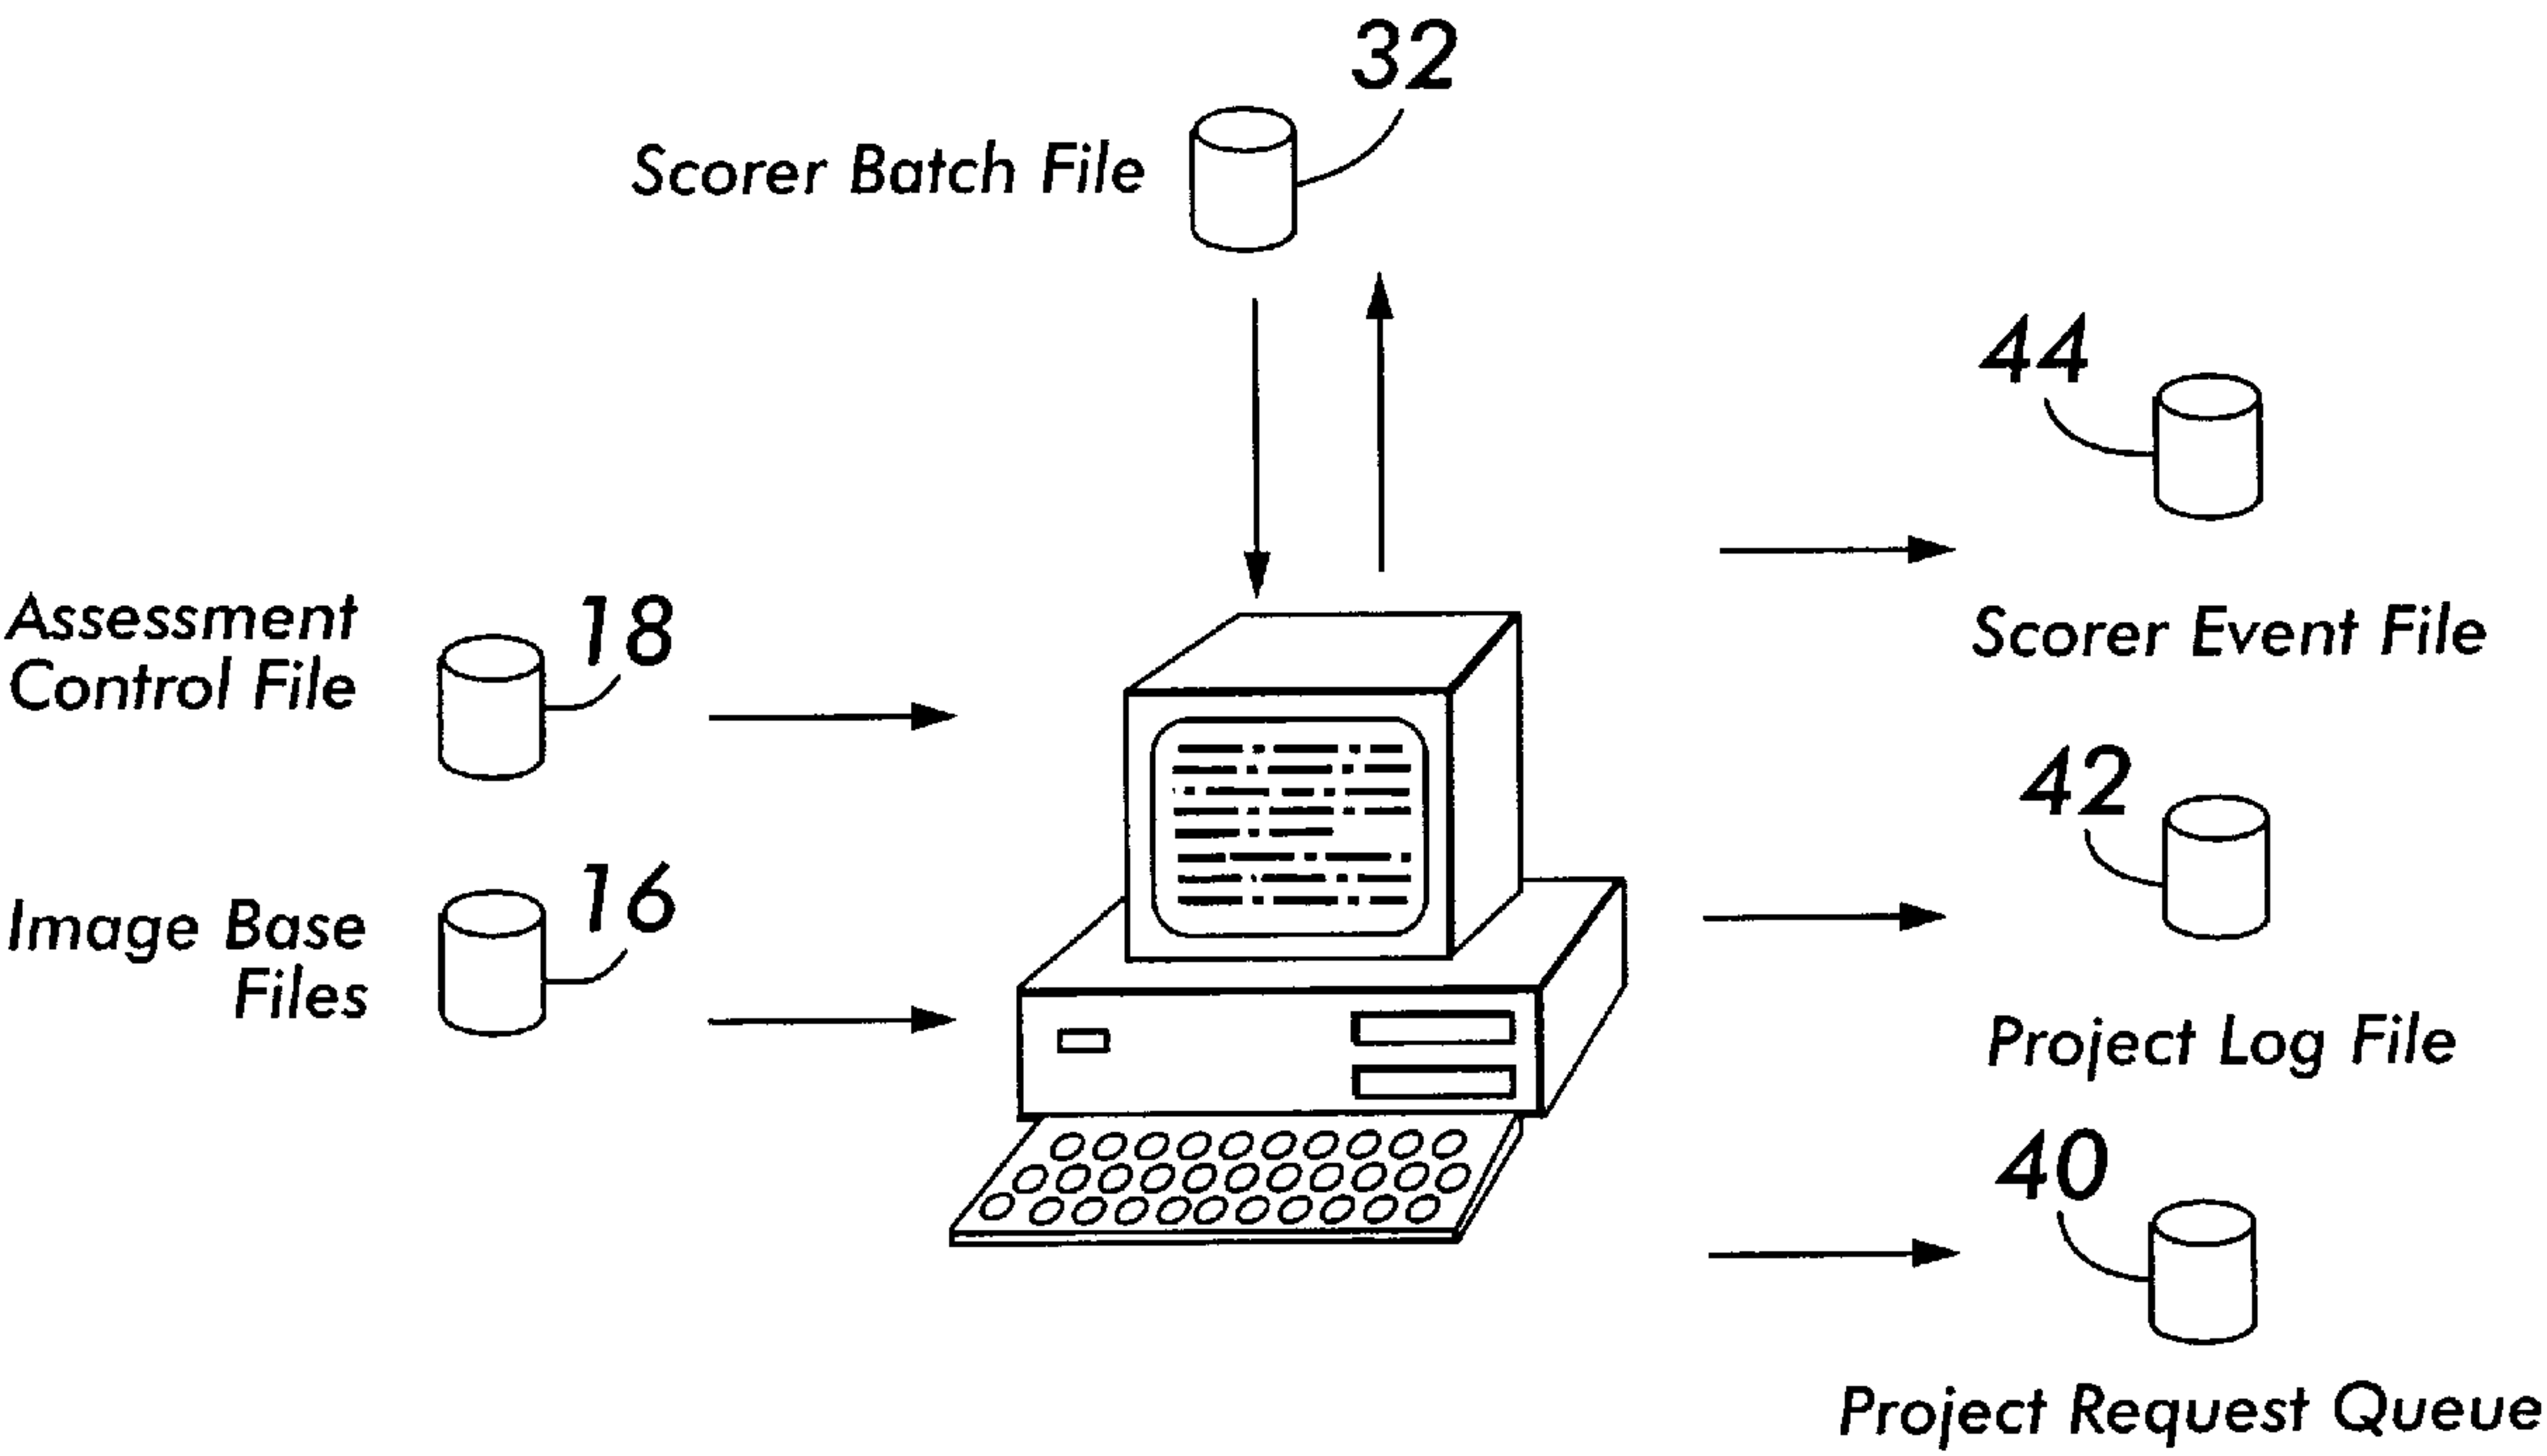 32
Scorer Batch File
44
Scorer Event File
Assessment
Control File
18
42
Image Base
Files
16
Project Log File
40
Project Request Queue